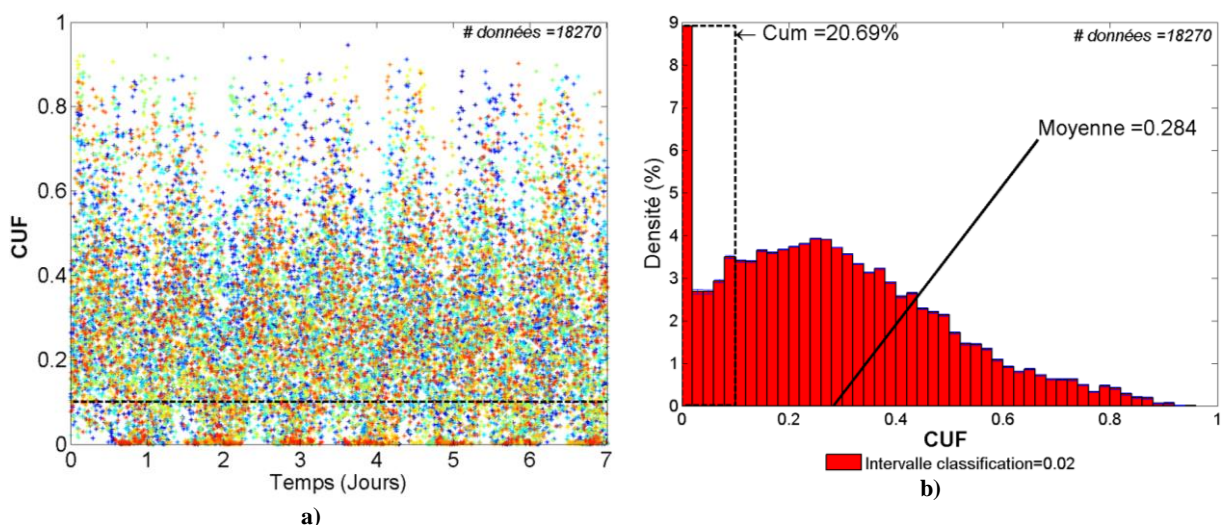 # données =18270
1
0.8
0.6
0.4
0.2
0
CUF
0 1 2 3 4 5 6 7
Temps (Jours)
a)
# données =18270
← Cum =20.69%
Moyenne =0.284
9
8
7
6
5
4
3
2
1
0
Densité (%)
0 0.2 0.4 0.6 0.8 1
CUF
Intervalle classification=0.02
b)